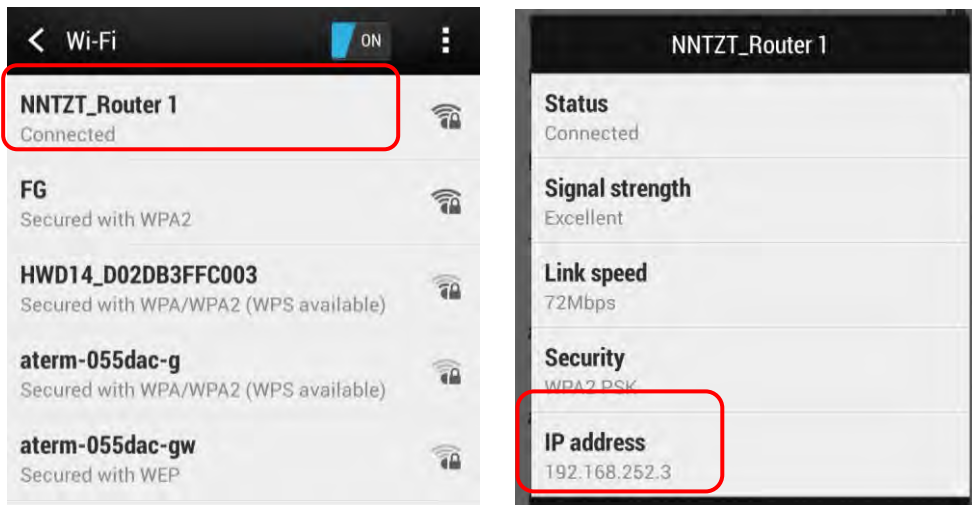 Wi-Fi
ON
NNTZT_Router 1
Connected
FG
Secured with WPA2
HWD14_D02DB3FFC003
Secured with WPA/WPA2 (WPS available)
aterm-055dac-g
Secured with WPA/WPA2 (WPS available)
aterm-055dac-gw
Secured with WEP
NNTZT_Router 1
Status
Connected
Signal strength
Excellent
Link speed
72Mbps
Security
WPA2 PSK
IP address
192.168.252.3